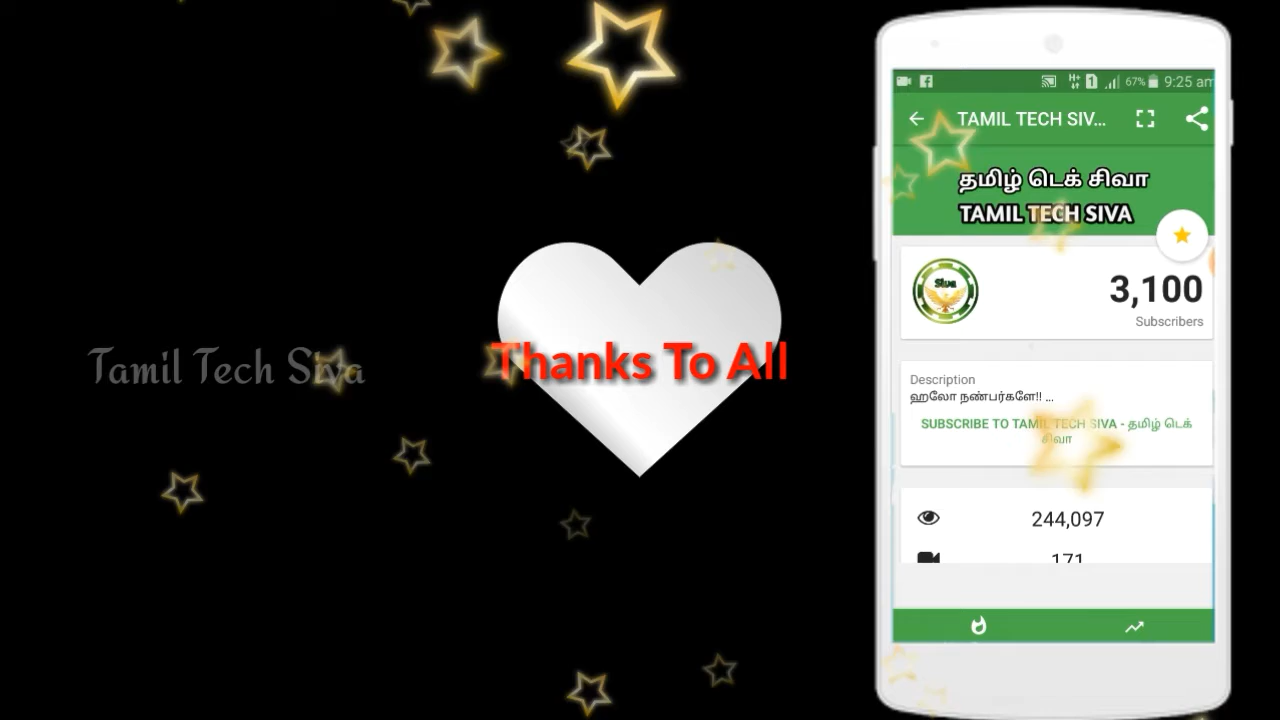 Tamil Tech Siva
Thanks To All
67% 9:25 am
TAMIL TECH SIV...
தமிழ் டெக் சிவா
TAMIL TECH SIVA
Siva
3,100
Subscribers
Description
ஹலோ நண்பர்களே!! ...
SUBSCRIBE TO TAMIL TECH SIVA - தமிழ் டெக்
சிவா
244,097
171